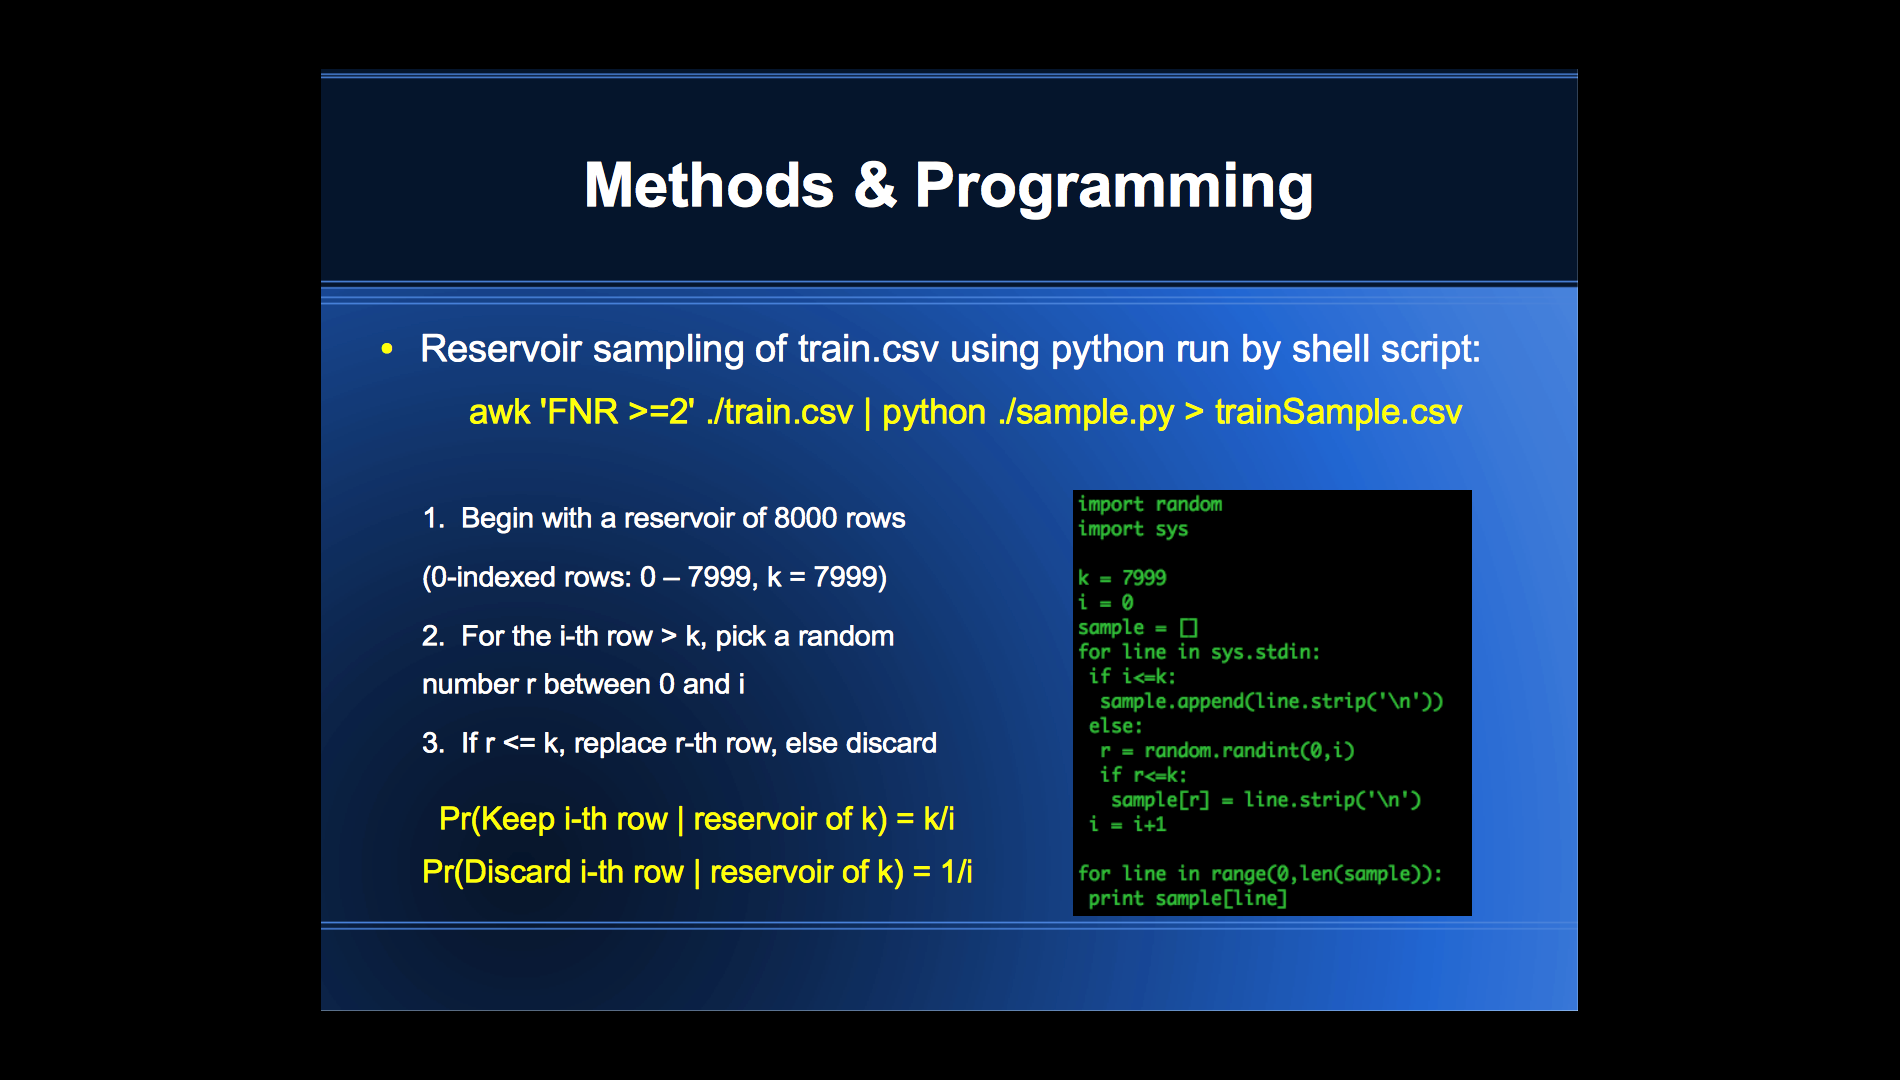 Methods & Programming
• Reservoir sampling of train.csv using python run by shell script:
awk 'FNR >=2' ./train.csv | python ./sample.py > trainSample.csv
1. Begin with a reservoir of 8000 rows
(0-indexed rows: 0 – 7999, k = 7999)
2. For the i-th row > k, pick a random
number r between 0 and i
3. If r <= k, replace r-th row, else discard
Pr(Keep i-th row | reservoir of k) = k/i
Pr(Discard i-th row | reservoir of k) = 1/i
import random
import sys

k = 7999
i = 0
sample = []
for line in sys.stdin:
 if i<=k:
  sample.append(line.strip('\n'))
 else:
  r = random.randint(0,i)
  if r<=k:
   sample[r] = line.strip('\n')
 i = i+1

for line in range(0,len(sample)):
 print sample[line]